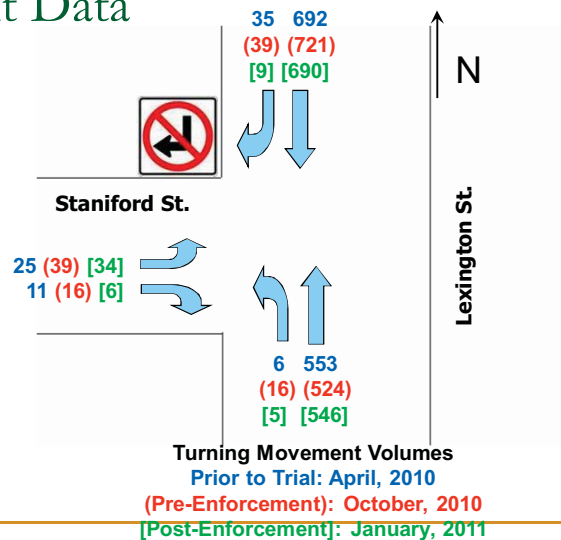 t Data
35 692
(39) (721)
[9] [690]
N
Staniford St.
Lexington St.
25 (39) [34]
11 (16) [6]
6 553
(16) (524)
[5] [546]
Turning Movement Volumes
Prior to Trial: April, 2010
(Pre-Enforcement): October, 2010
[Post-Enforcement]: January, 2011